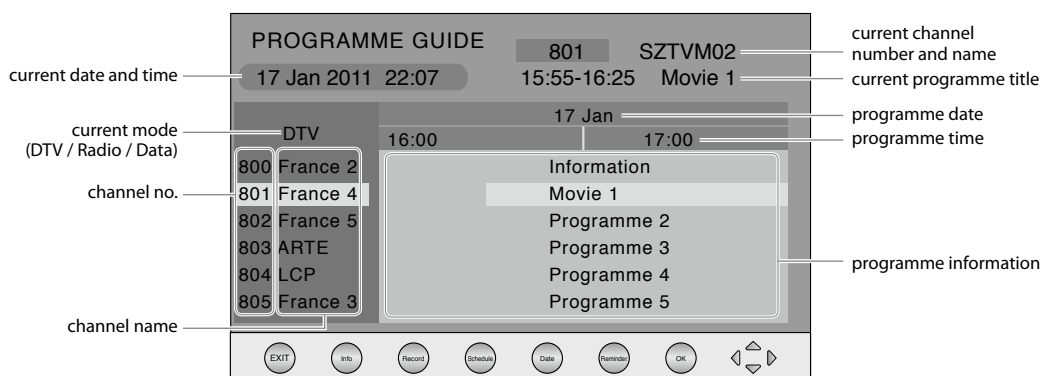 PROGRAMME GUIDE
801 SZTVM02
current channel
number and name
current date and time
17 Jan 2011 22:07
15:55-16:25 Movie 1
current programme title
17 Jan
programme date
current mode
(DTV / Radio / Data)
DTV
16:00 17:00
programme time
800 France 2 Information
channel no.
801 France 4 Movie 1
802 France 5 Programme 2
803 ARTE Programme 3
804 LCP Programme 4
programme information
805 France 3 Programme 5
channel name
EXIT Info Record Schedule Date Reminder OK